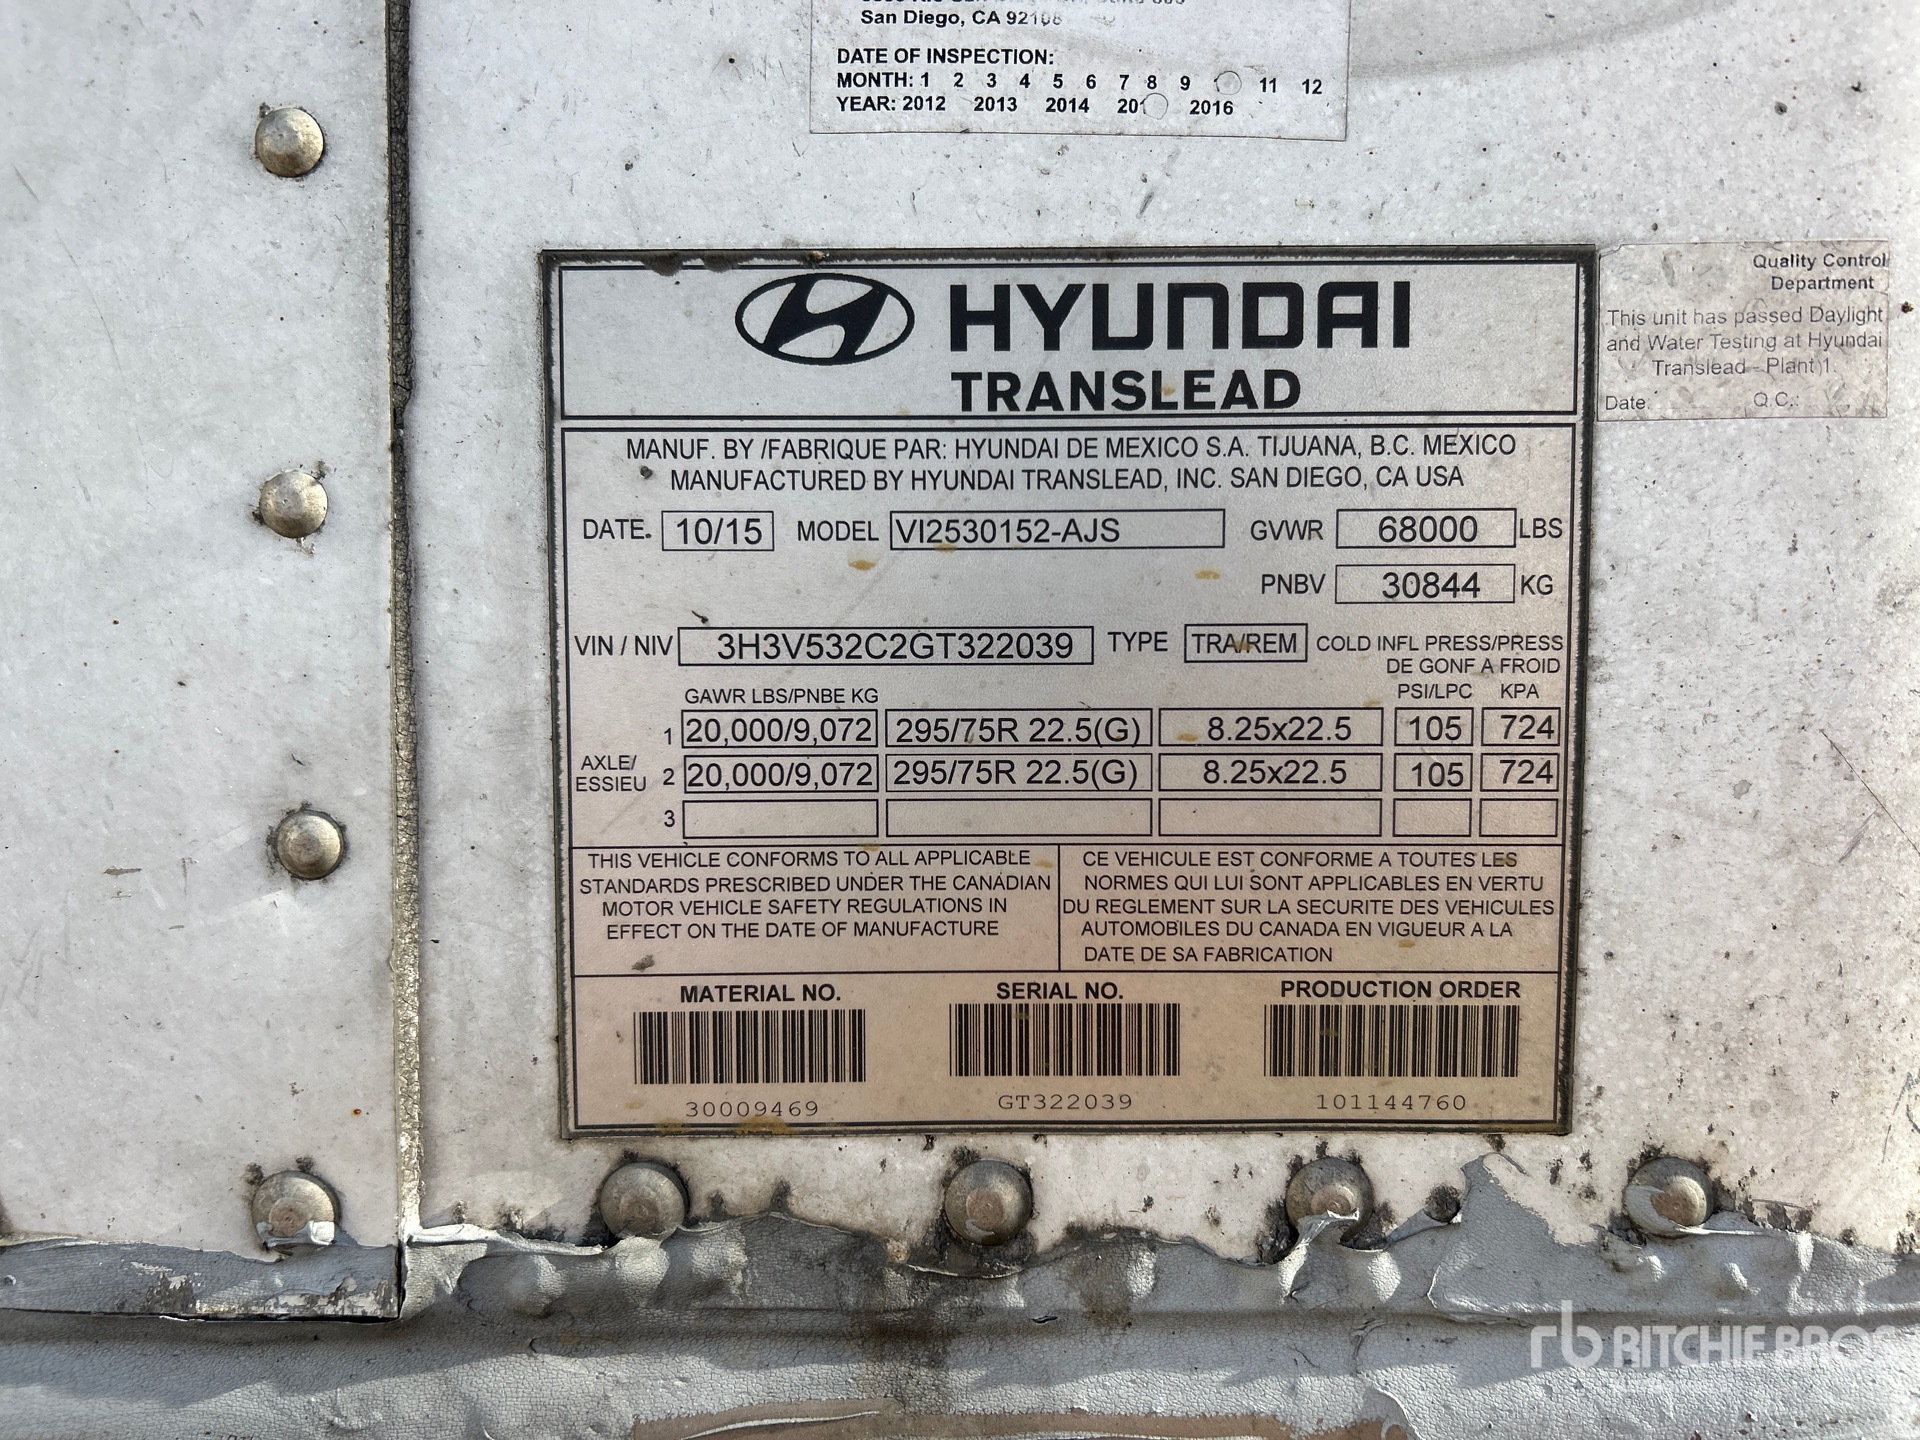 San Diego, CA 92108
DATE OF INSPECTION:
MONTH: 1 2 3 4 5 6 7 8 9 11 12
YEAR: 2012 2013 2014 2016
HYUNDAI
TRANSLEAD
Quality Control
Department
This unit has passed Daylight
and Water Testing at Hyundai
Translead - Plant 1.
Date: Q.C.:
MANUF. BY /FABRIQUE PAR: HYUNDAI DE MEXICO S.A. TIJUANA, B.C. MEXICO
MANUFACTURED BY HYUNDAI TRANSLEAD, INC. SAN DIEGO, CA USA
DATE. 10/15 MODEL VI2530152-AJS GVWR 68000 LBS
PNBV 30844 KG
VIN / NIV 3H3V532C2GT322039 TYPE TRA/REM COLD INFL PRESS/PRESS
DE GONF A FROID
GAWR LBS/PNBE KG PSI/LPC KPA
1 20,000/9,072 295/75R 22.5(G) 8.25x22.5 105 724
AXLE/
ESSIEU 2 20,000/9,072 295/75R 22.5(G) 8.25x22.5 105 724
3
THIS VEHICLE CONFORMS TO ALL APPLICABLE
STANDARDS PRESCRIBED UNDER THE CANADIAN
MOTOR VEHICLE SAFETY REGULATIONS IN
EFFECT ON THE DATE OF MANUFACTURE
CE VEHICULE EST CONFORME A TOUTES LES
NORMES QUI LUI SONT APPLICABLES EN VERTU
DU REGLEMENT SUR LA SECURITE DES VEHICULES
AUTOMOBILES DU CANADA EN VIGUEUR A LA
DATE DE SA FABRICATION
MATERIAL NO. SERIAL NO. PRODUCTION ORDER
30009469 GT322039 101144760
rb RITCHIE BROS